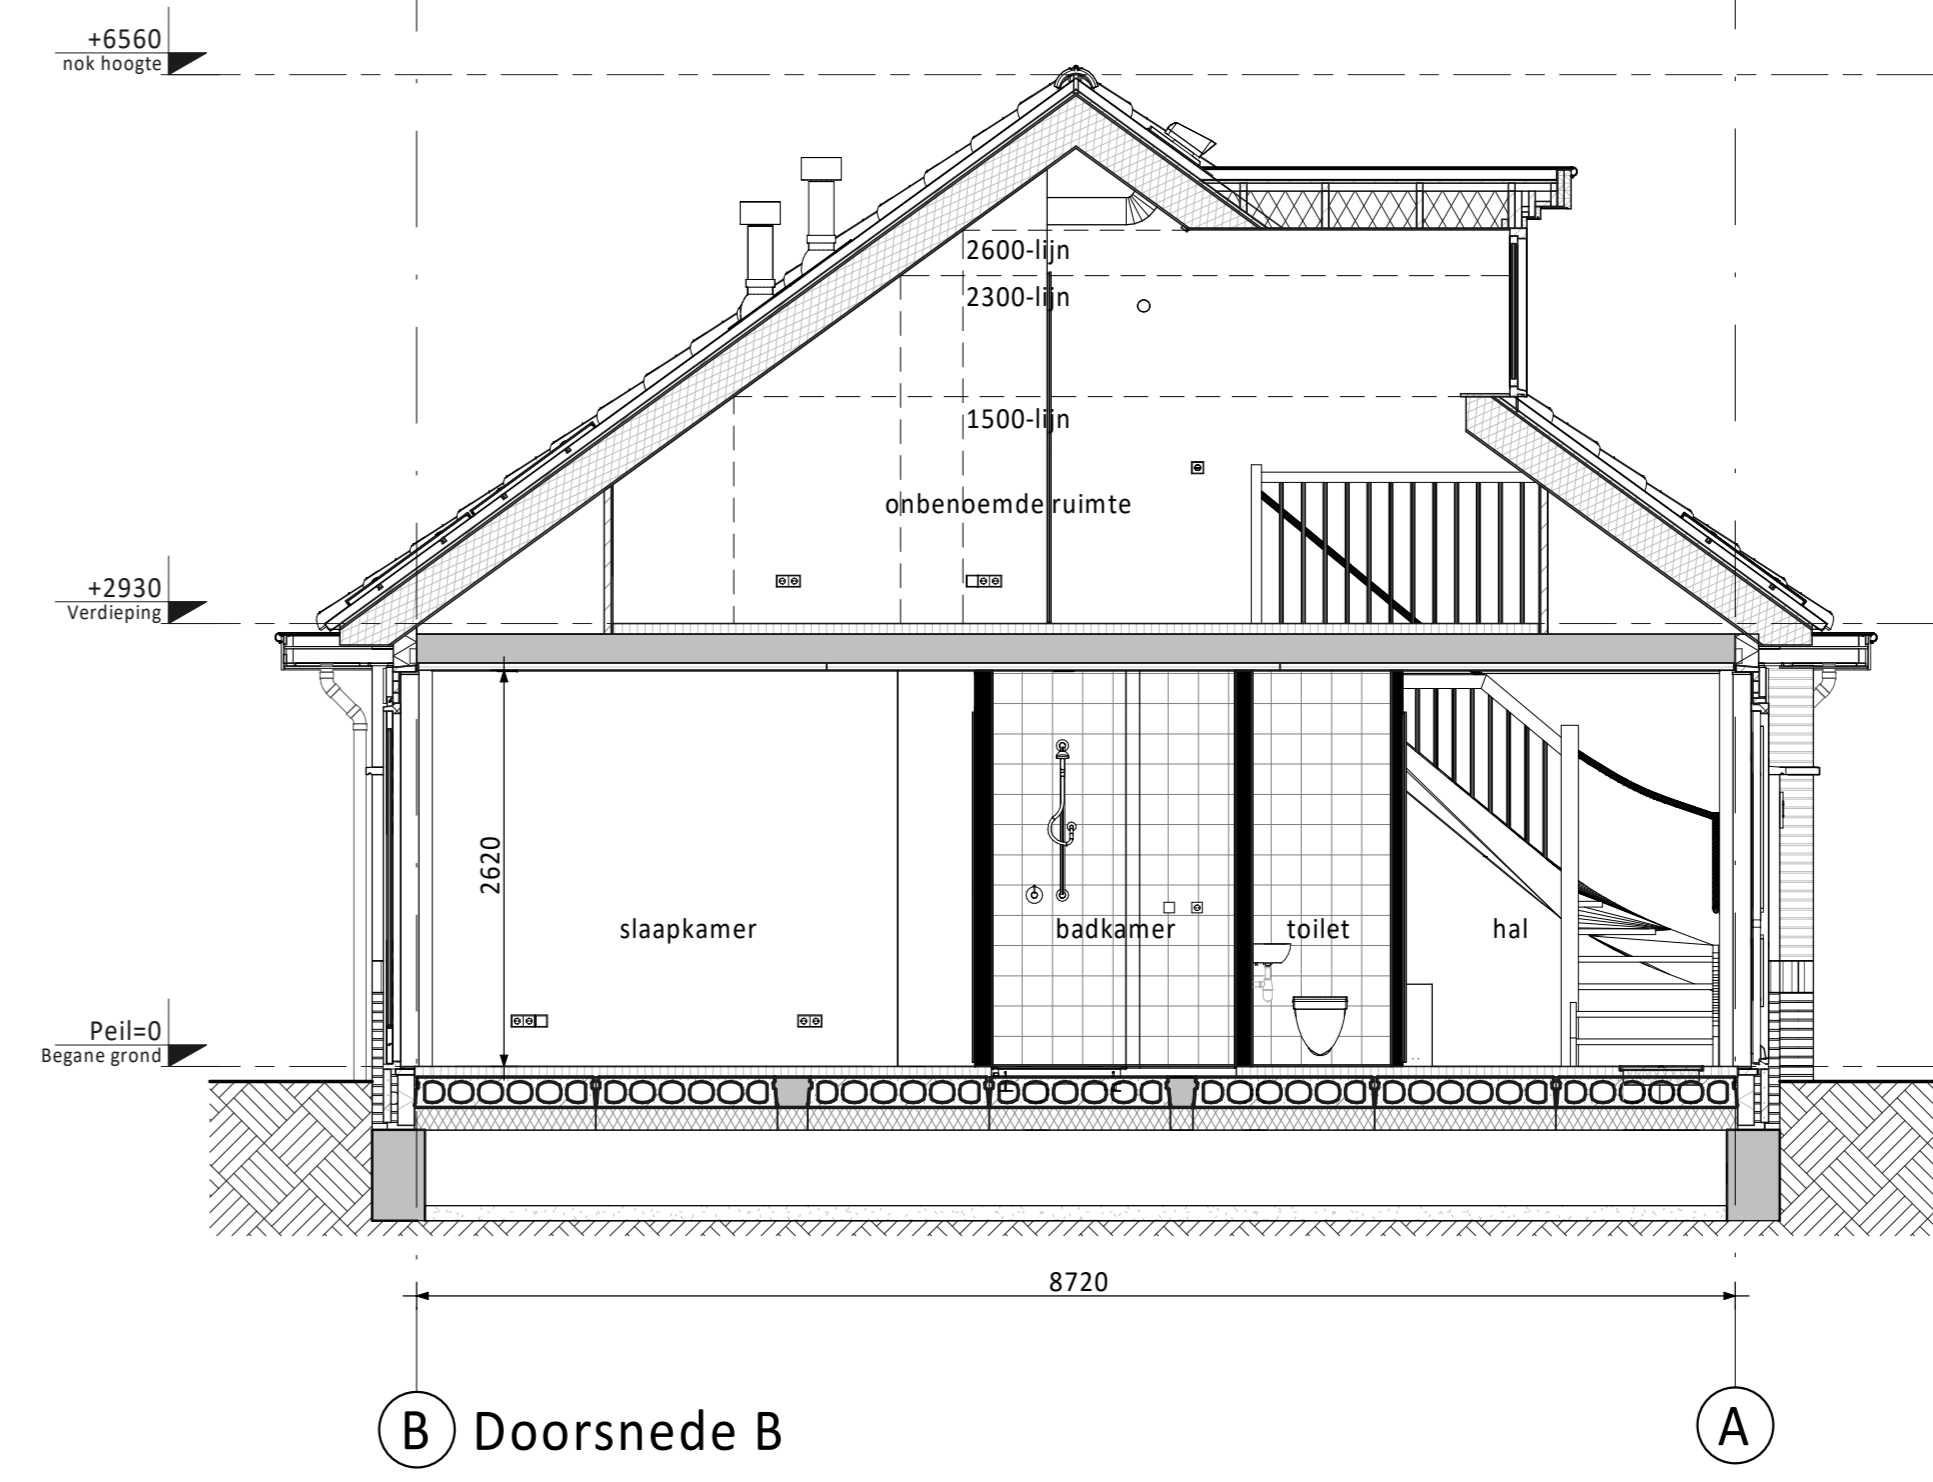 +6560
nok hoogte
2600-lijn
2300-lijn
1500-lijn
onbenoemde ruimte
+2930
Verdieping
2620
slaapkamer
badkamer
toilet
hal
Peil=0
Begane grond
8720
B
Doorsnede B
A